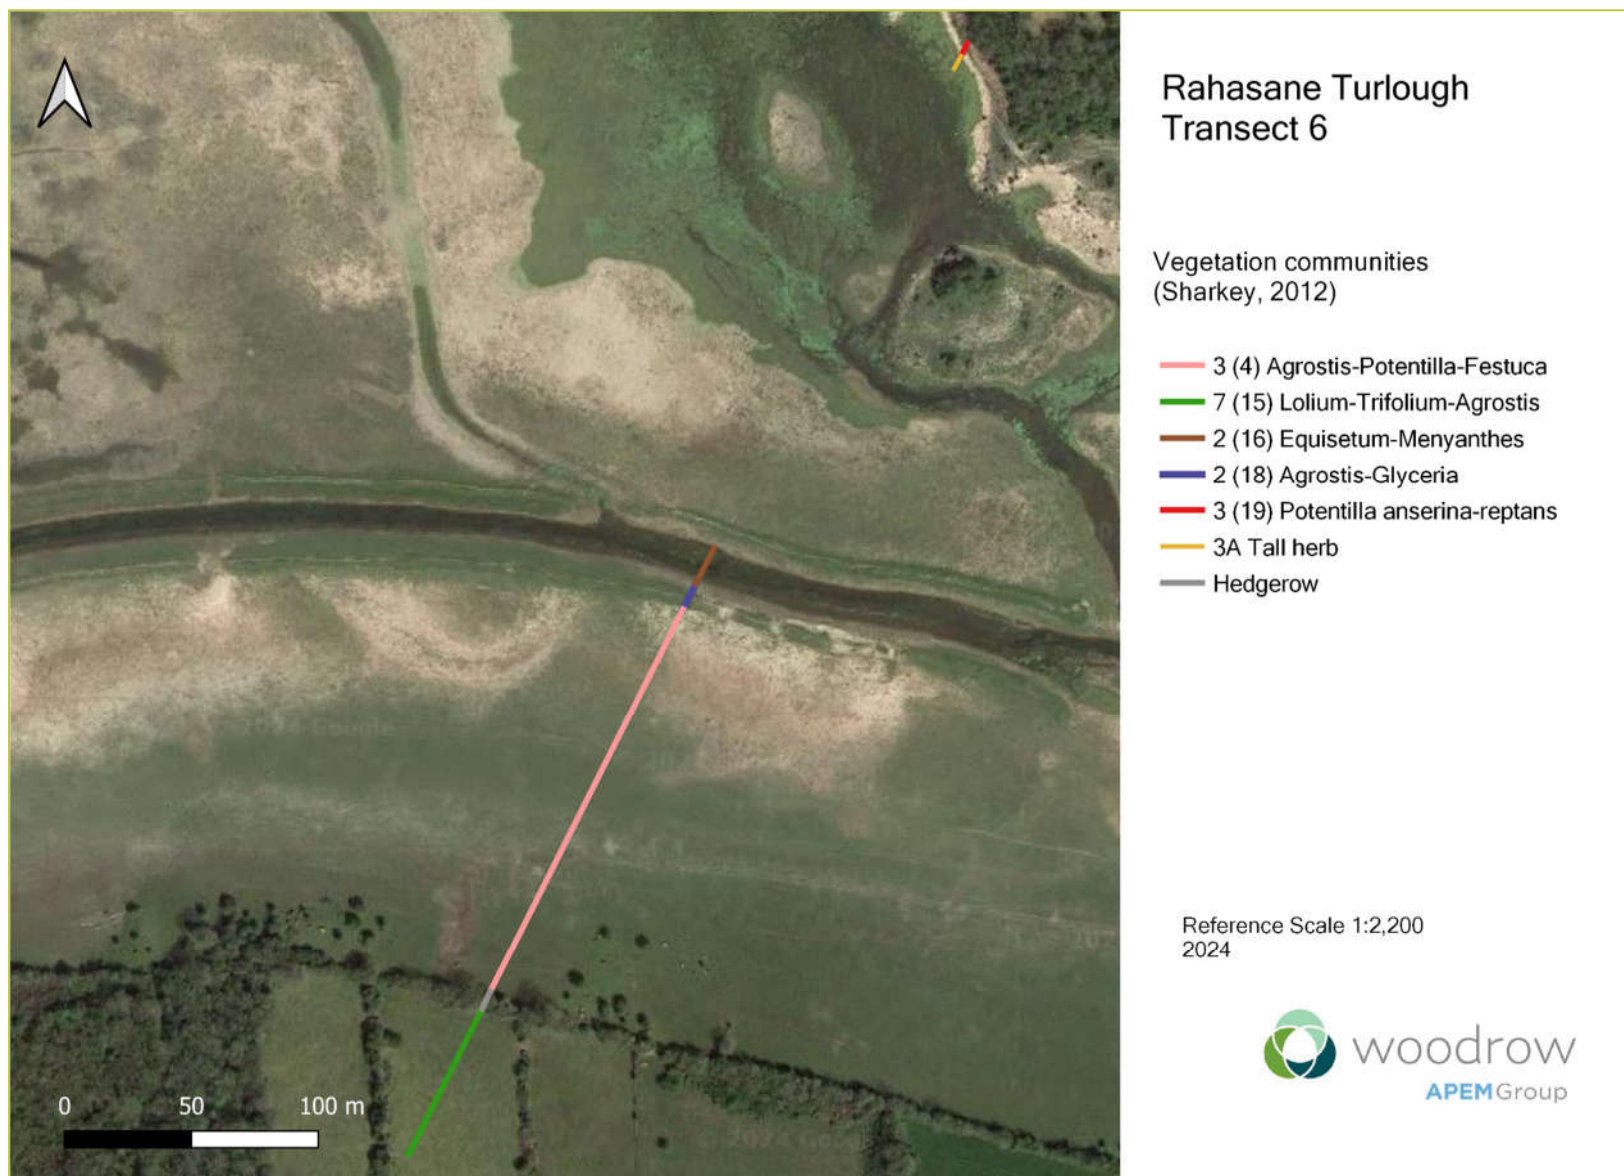 Rahasane Turlough
Transect 6
Vegetation communities
(Sharkey, 2012)
3 (4) Agrostis-Potentilla-Festuca
7 (15) Lolium-Trifolium-Agrostis
2 (16) Equisetum-Menyanthes
2 (18) Agrostis-Glyceria
3 (19) Potentilla anserina-reptans
3A Tall herb
Hedgerow
Reference Scale 1:2,200
2024
woodrow
APEMGroup
0 50 100 m